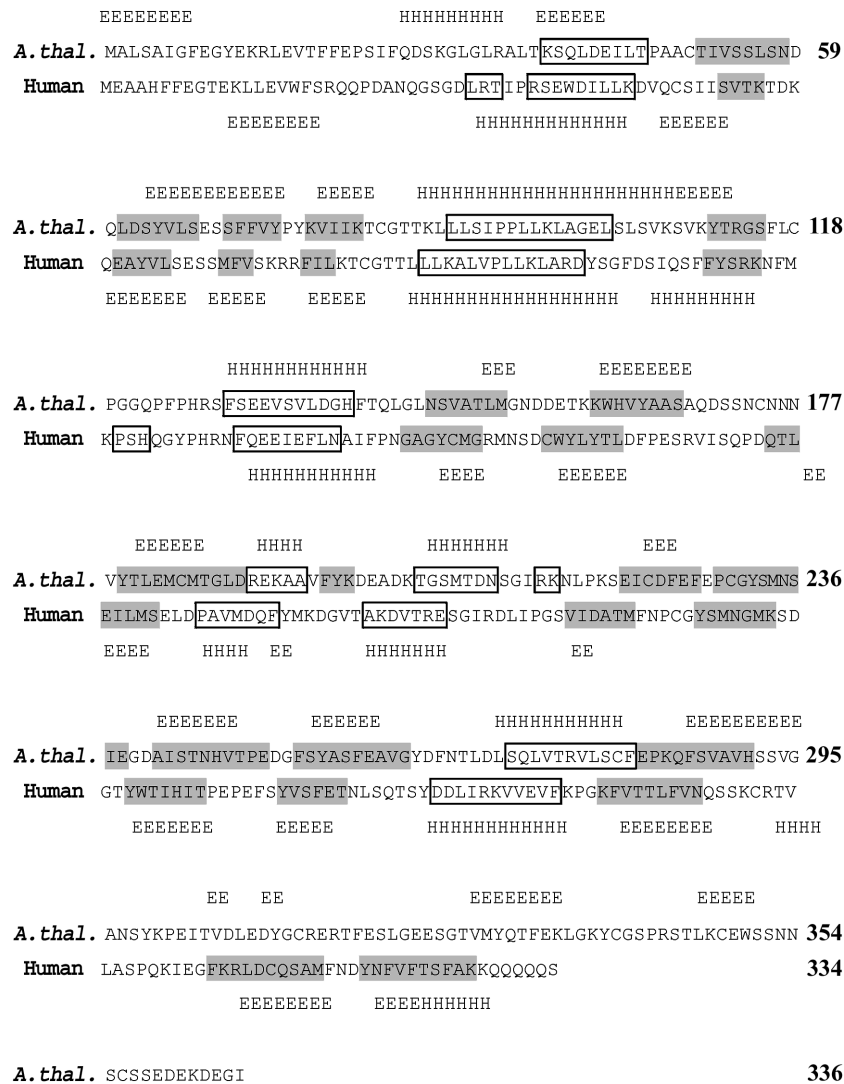 EEEEEEEE HHHHHHHHH EEEEEE
A.thal. MALSAIGFEGYEKRLEVTFFEPSIFQDSKGLGLRALTKSQLDEILTPAACTIVSSLSND 59
Human MEAAHFFEGTEKLLEVWFSRQQPDANQGSGDLRTIPRSEWDILLKDVQCSIISVTKTDK
EEEEEEEE HHHHHHHHHHHHH EEEEEE
EEEEEEEEEEEE EEEEE HHHHHHHHHHHHHHHHHHHHHHEEEEE
A.thal. QLDSYVLSESSFFVYPYKVIIKTCGTTKLLLSIPPLLKLAGELSLSVKSVKYTRGSFLC 118
Human QEAYVLSESSMFVSKRRFILKTCGTTLLLKALVPLLKLARDYSGFDSIQSFFYSRKNFM
EEEEEEE EEEEE EEEEE HHHHHHHHHHHHHHHHHH HHHHHHHHH
HHHHHHHHHHHH EEE EEEEEEEE
A.thal. PGGQPFPHRSFSEEVSVLDGHFTQLGLNSVATLMGNDDETKKWHVYAASAQDSSNCNNN 177
Human KPSHQGYPHRNFQEEIEFLNAIFPNGAGYCMGRMNSDCWYLYTLDFPESRVISQPDQTL
HHHHHHHHHHH EEEE EEEEEE EE
EEEEEE HHHH HHHHHHH EEE
A.thal. VYTLEMCMTGLDREKAAVFYKDEADKTGSMTDNSGIRKNLPKSEICDFEFEPCGYSMNS 236
Human EILMSELDPAVMDQFYMKDGVTAKDVTRESGIRDLIPGSVIDATMFNPCGYSMNGMKSD
EEEE HHHH EE HHHHHHH EE
EEEEEEE EEEEEE HHHHHHHHHHH EEEEEEEEEE
A.thal. IEGDAISTNHVTPEDGFSYASFEAVGYDFNTLDLSQLVTRVLSCFEPKQFSVAVHSSVG 295
Human GTYWTIHITPEPEFSYVSFETNLSQTSYDDLIRKVVEVFKPGKFVTTLFVNQSSKCRTV
EEEEEEE EEEEE HHHHHHHHHHHH EEEEEEEE HHHH
EE EE EEEEEEEE EEEEE
A.thal. ANSYKPEITVDLEDYGCRERTFESLGEESGTVMYQTFEKLGKYCGSPRSTLKCEWSSNN 354
Human LASPQKIEGFKRLDCQSAMFNDYNFVFTSFAKKQQQQQS 334
EEEEEEEE EEEEHHHHHH
A.thal. SCSSEDEKDEGI 336